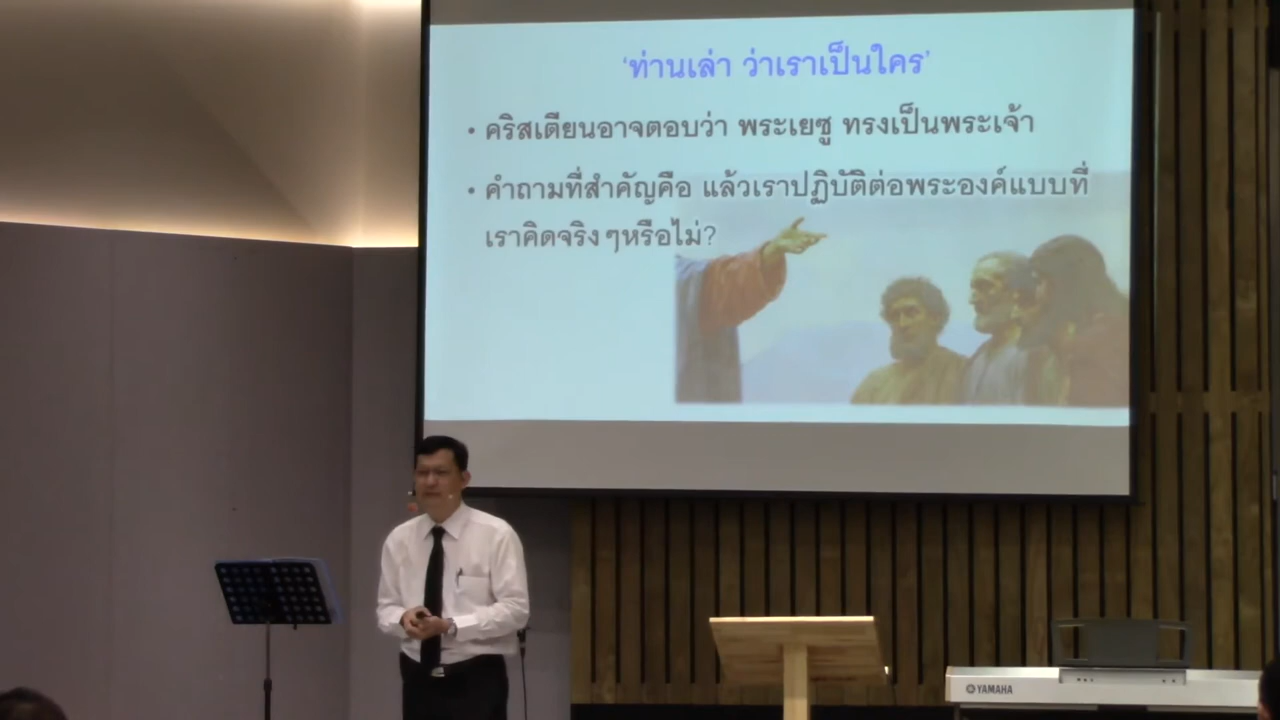 ‘ท่านเล่า ว่าเราเป็นใคร’
• คริสเตียนอาจตอบว่า พระเยซู ทรงเป็นพระเจ้า
• คำถามที่สำคัญคือ แล้วเราปฏิบัติต่อพระองค์แบบที่
เราคิดจริง ๆหรือไม่?
YAMAHA